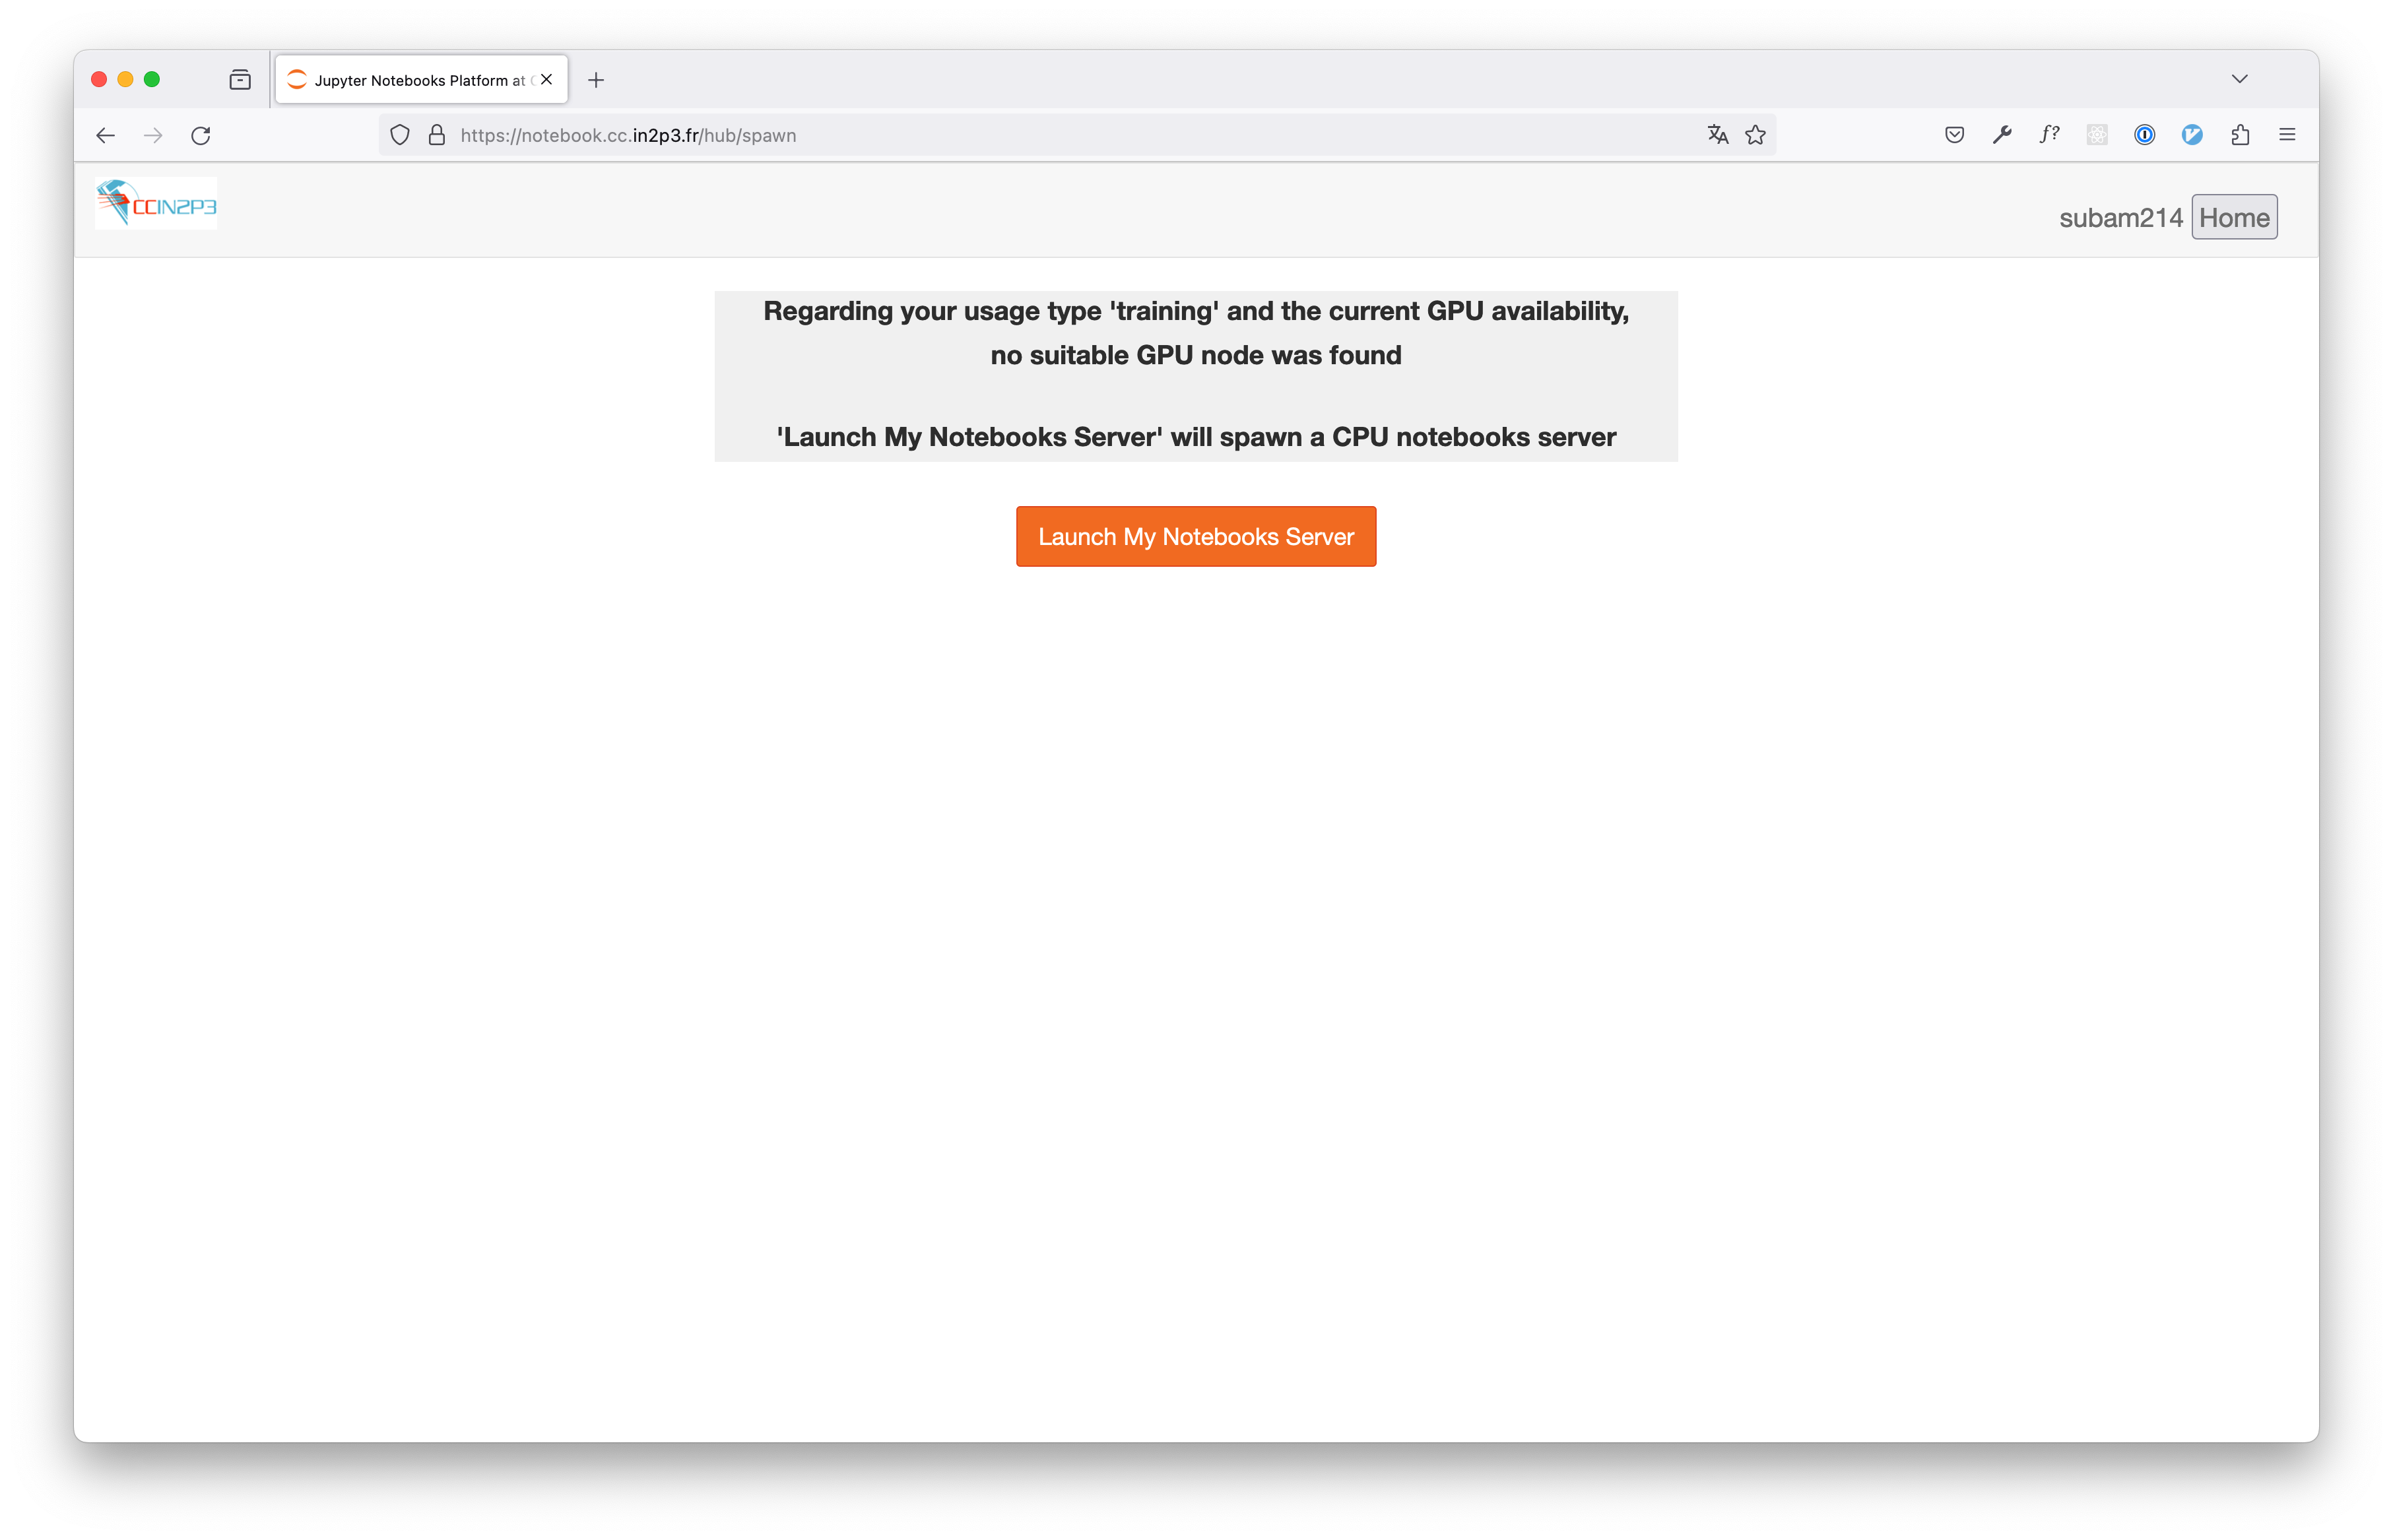 Jupyter Notebooks Platform at
https://notebook.cc.in2p3.fr/hub/spawn
f?
CCIN2P3
subam214 Home
Regarding your usage type 'training' and the current GPU availability,
no suitable GPU node was found
'Launch My Notebooks Server' will spawn a CPU notebooks server
Launch My Notebooks Server